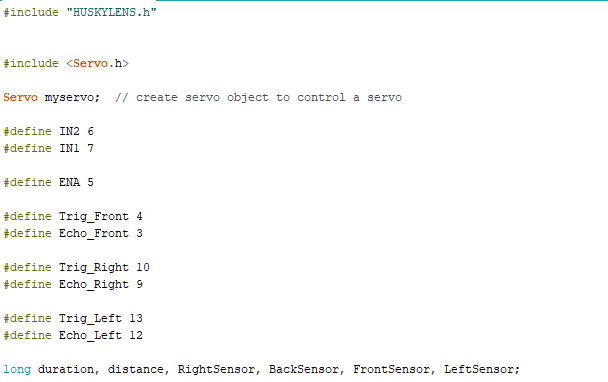 #include "HUSKYLENS.h"
#include <Servo.h>
Servo myservo;  // create servo object to control a servo
#define IN2 6
#define IN1 7
#define ENA 5
#define Trig_Front 4
#define Echo_Front 3
#define Trig_Right 10
#define Echo_Right 9
#define Trig_Left 13
#define Echo_Left 12
long duration, distance, RightSensor, BackSensor, FrontSensor, LeftSensor;